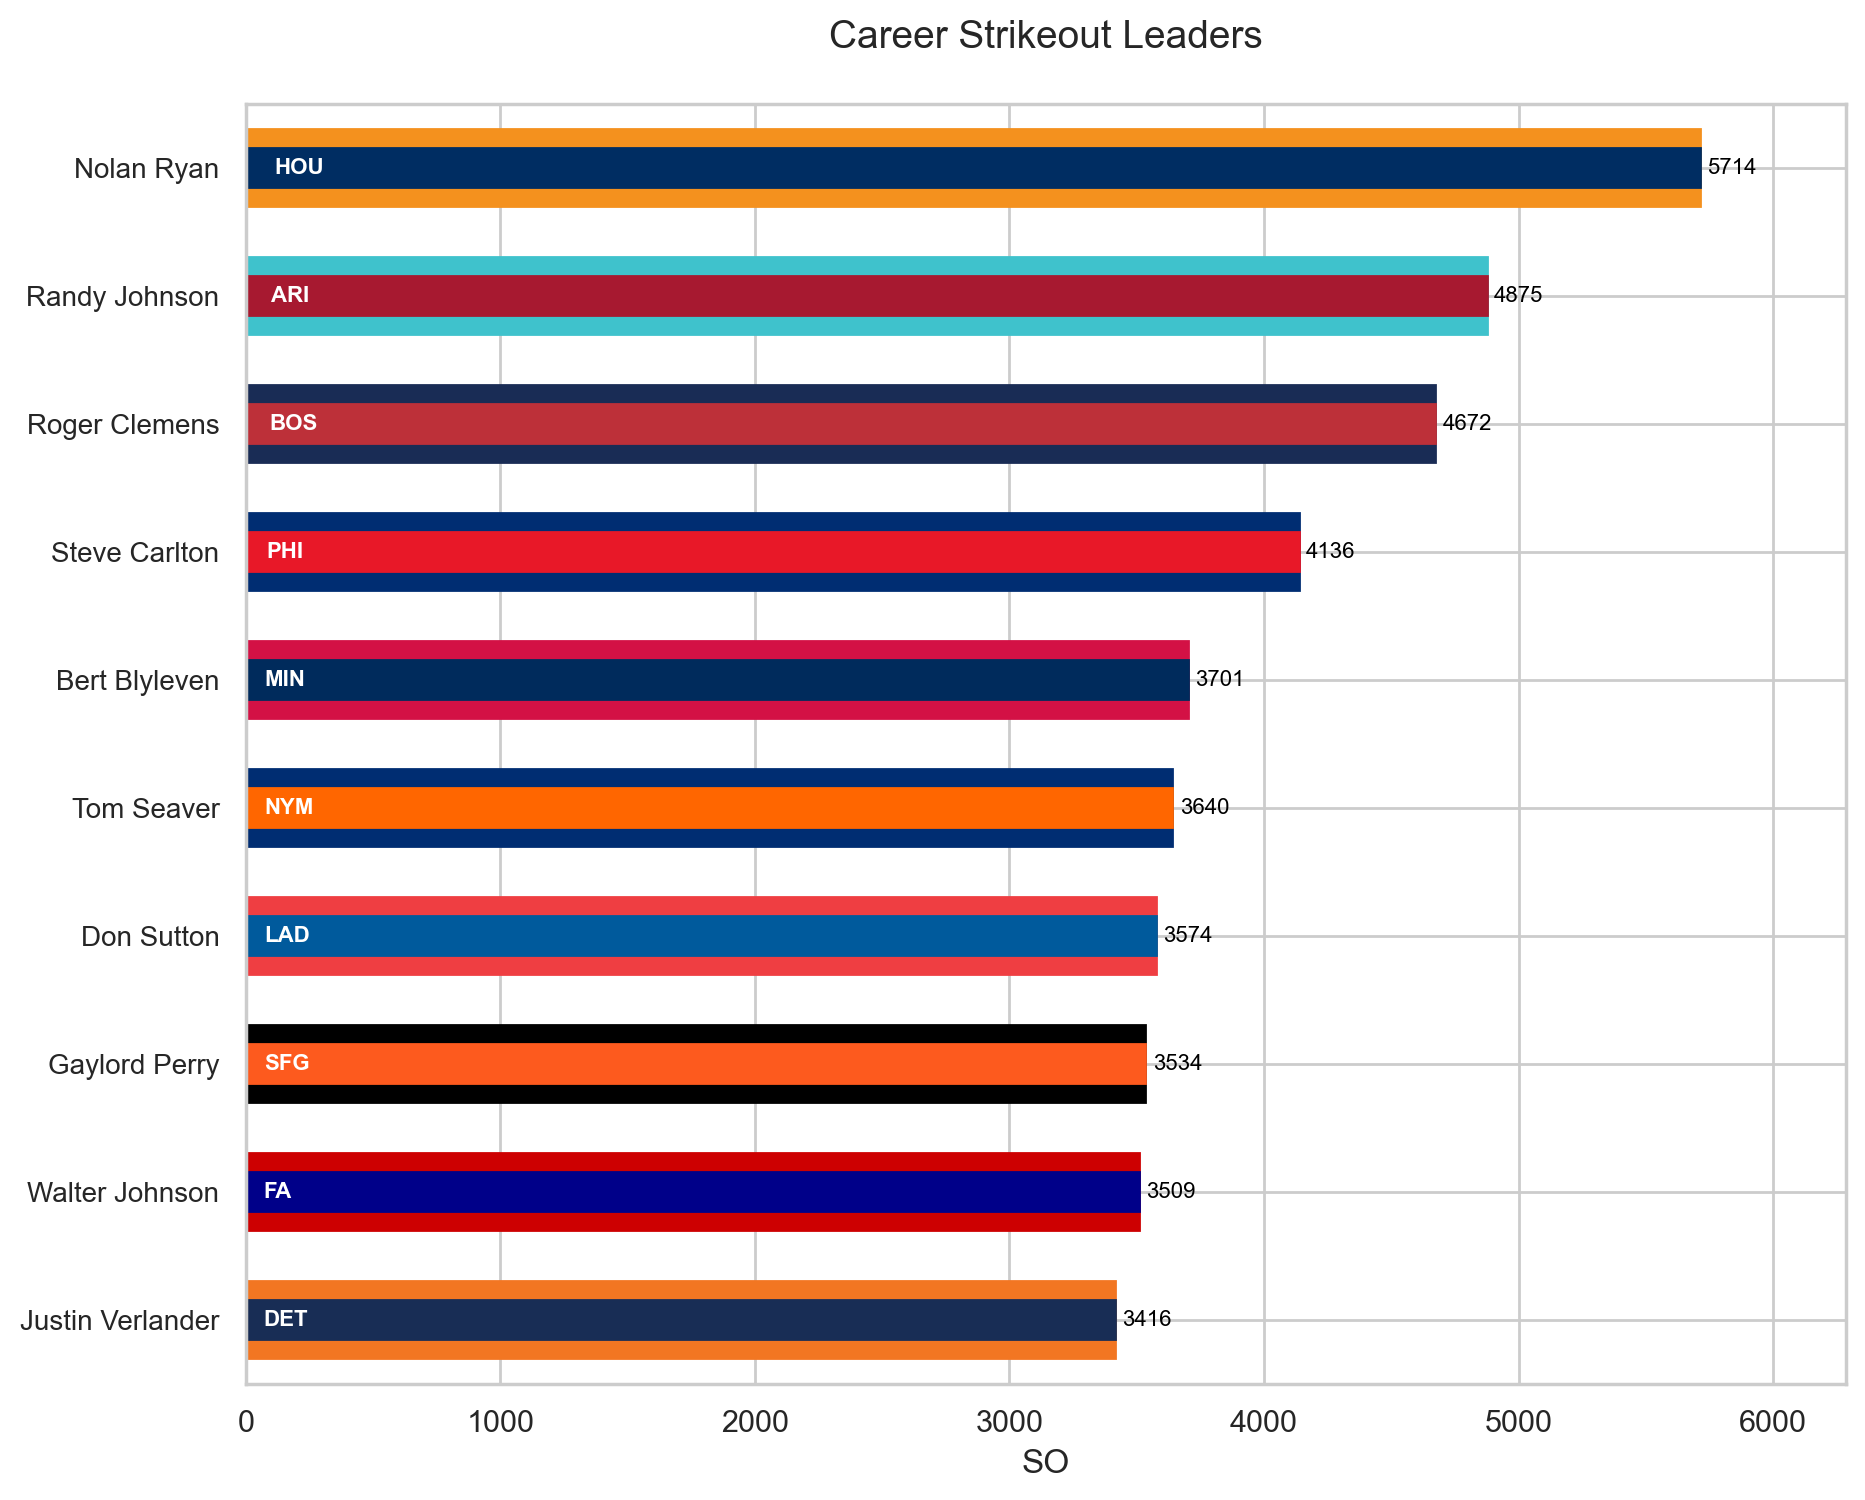 Career Strikeout Leaders
Nolan Ryan HOU 5714
Randy Johnson ARI 4875
Roger Clemens BOS 4672
Steve Carlton PHI 4136
Bert Blyleven MIN 3701
Tom Seaver NYM 3640
Don Sutton LAD 3574
Gaylord Perry SFG 3534
Walter Johnson FA 3509
Justin Verlander DET 3416
0 1000 2000 3000 4000 5000 6000
SO